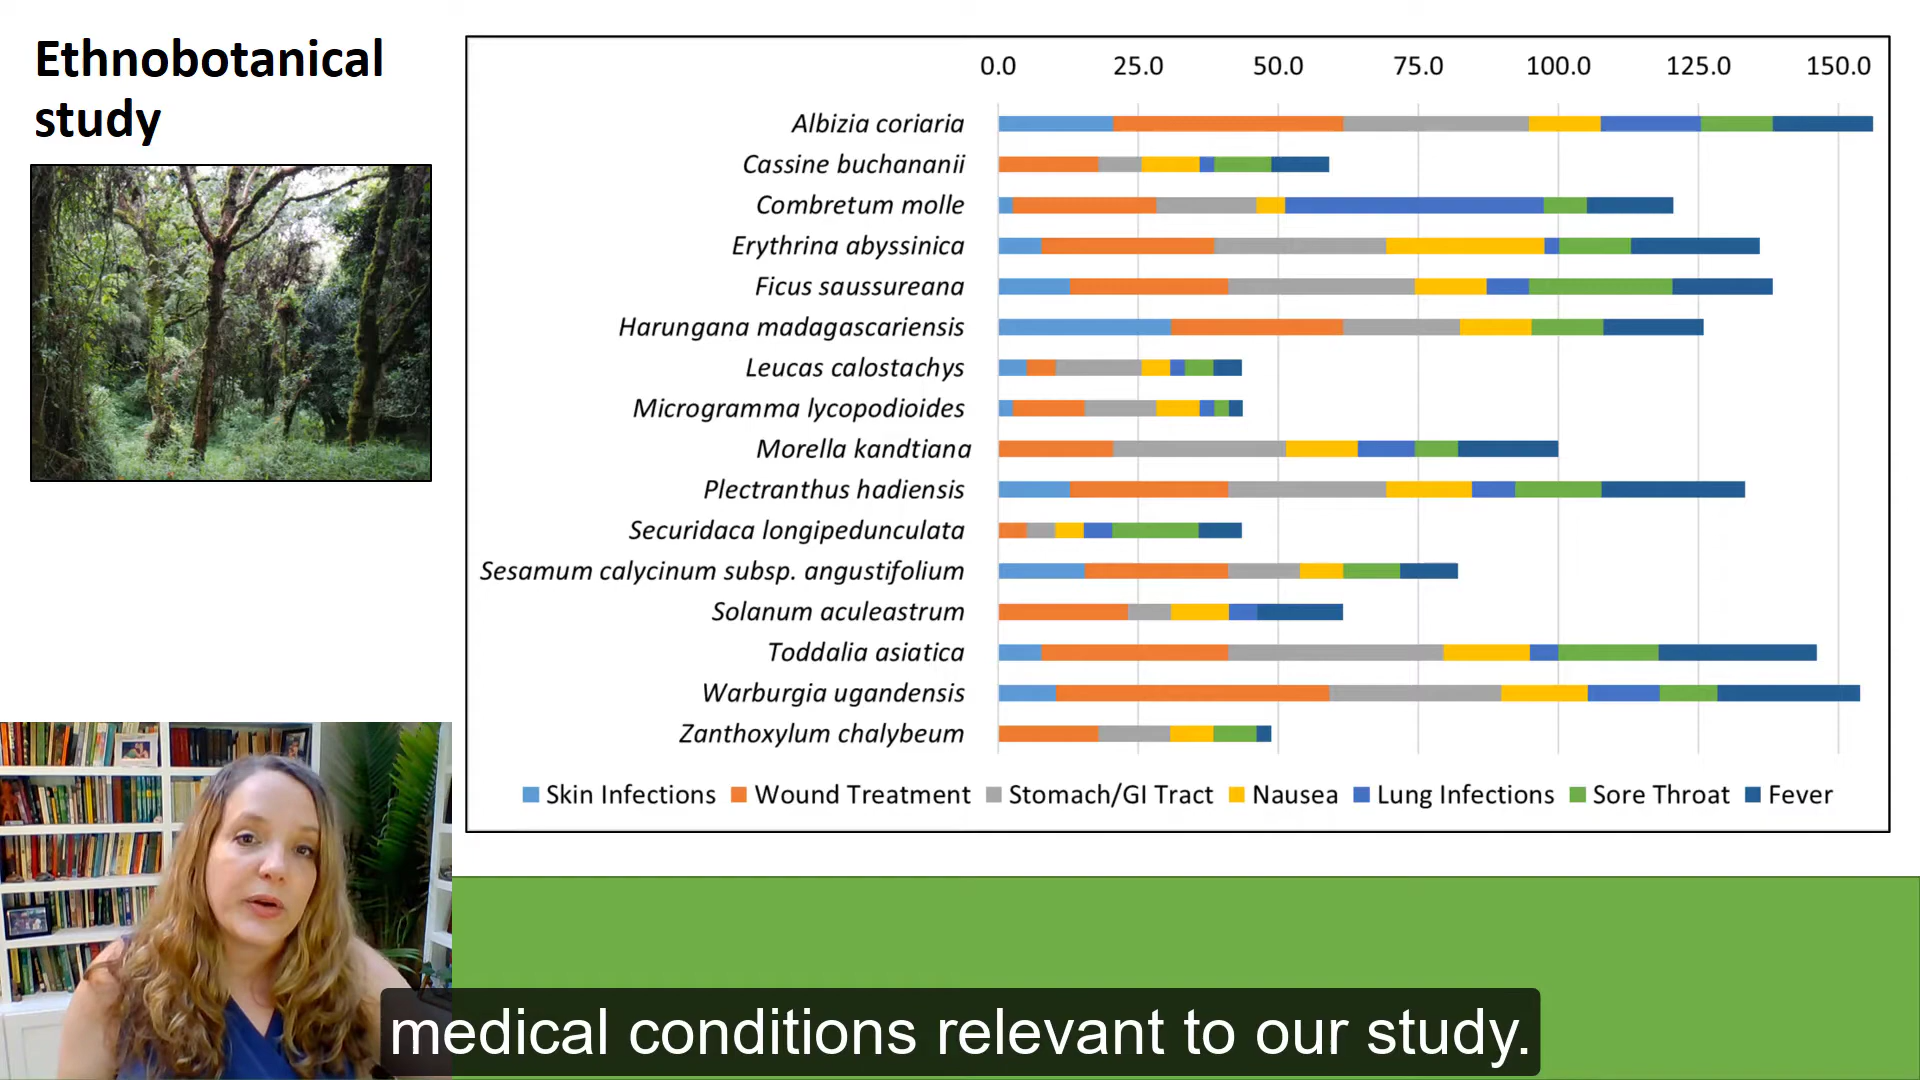 Ethnobotanical
study
0.0 25.0 50.0 75.0 100.0 125.0 150.0
Albizia coriaria
Cassine buchananii
Combretum molle
Erythrina abyssinica
Ficus saussureana
Harungana madagascariensis
Leucas calostachys
Microgramma lycopodioides
Morella kandtiana
Plectranthus hadiensis
Securidaca longipedunculata
Sesamum calycinum subsp. angustifolium
Solanum aculeastrum
Toddalia asiatica
Warburgia ugandensis
Zanthoxylum chalybeum
Skin Infections Wound Treatment Stomach/GI Tract Nausea Lung Infections Sore Throat Fever
medical conditions relevant to our study.